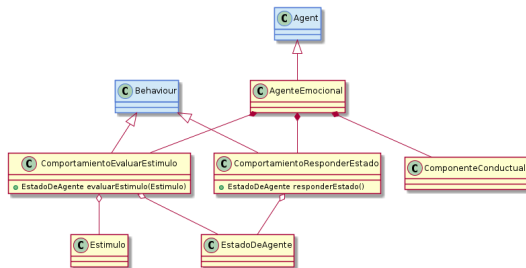 C Agent
C Behaviour
C AgenteEmocional
C ComportamientoEvaluarEstimulo
EstadoDeAgente evaluarEstimulo(Estimulo)
C ComportamientoResponderEstado
EstadoDeAgente responderEstado()
C ComponenteConductual
C Estimulo
C EstadoDeAgente